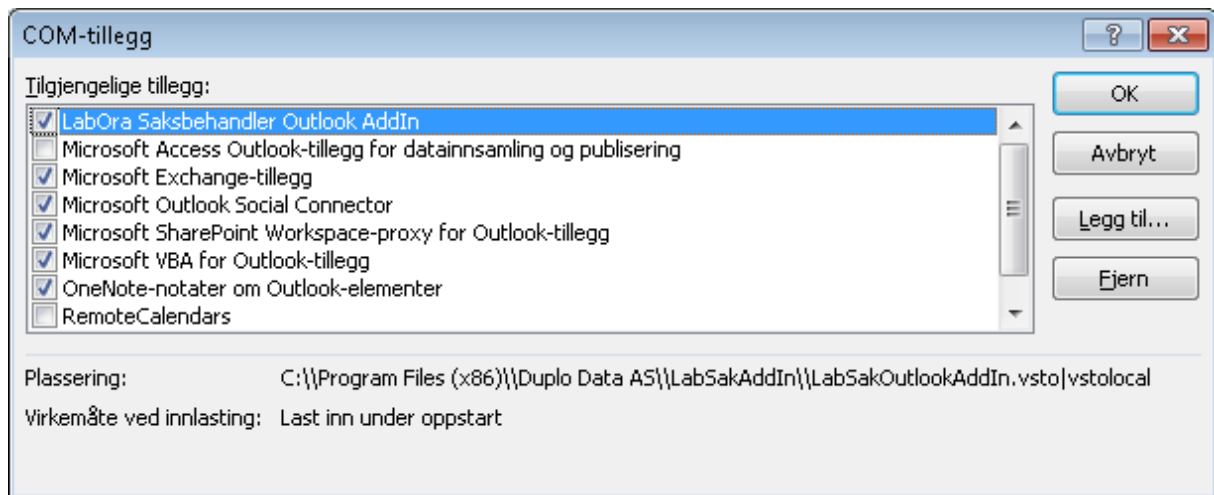 COM-tillegg
Tilgjengelige tillegg:
LabOra Saksbehandler Outlook AddIn
Microsoft Access Outlook-tillegg for datainnsamling og publisering
Microsoft Exchange-tillegg
Microsoft Outlook Social Connector
Microsoft SharePoint Workspace-proxy for Outlook-tillegg
Microsoft VBA for Outlook-tillegg
OneNote-notater om Outlook-elementer
RemoteCalendars
OK
Avbryt
Legg til...
Fjern
Plassering: C:\\Program Files (x86)\\Duplo Data AS\\LabSakAddIn\\LabSakOutlookAddIn.vsto|vstolocal
Virkemåte ved innlasting: Last inn under oppstart